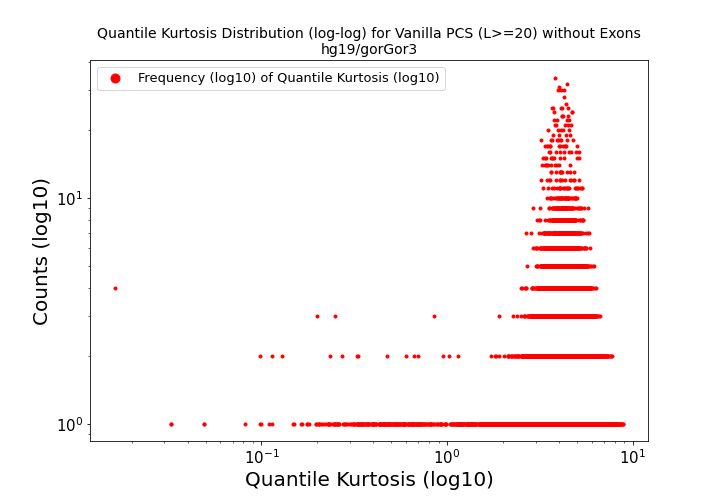 Quantile Kurtosis Distribution (log-log) for Vanilla PCS (L>=20) without Exons
hg19/gorGor3
Frequency (log10) of Quantile Kurtosis (log10)
Counts (log10)
10¹
10⁰
10⁻¹
10⁰
10¹
Quantile Kurtosis (log10)